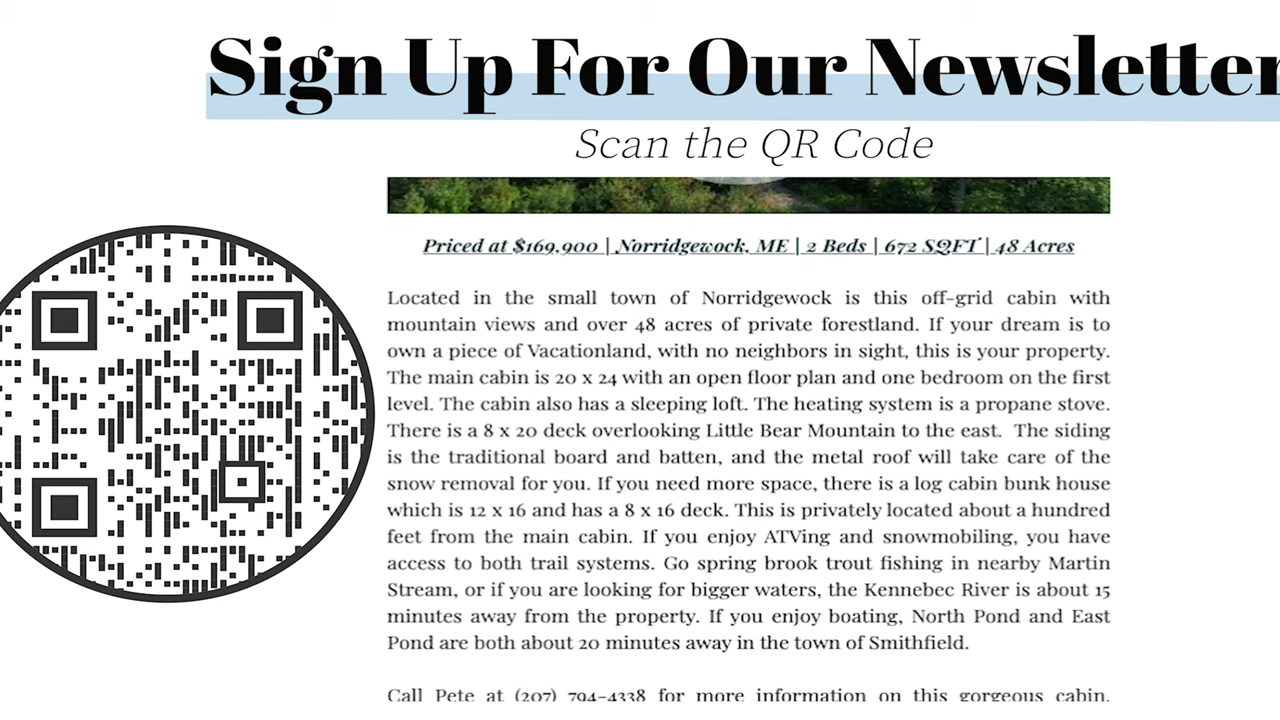 Sign Up For Our Newsletter
Scan the QR Code
Priced at $169,900 | Norridgewock, ME | 2 Beds | 672 SQFT | 48 Acres
Located in the small town of Norridgewock is this off-grid cabin with
mountain views and over 48 acres of private forestland. If your dream is to
own a piece of Vacationland, with no neighbors in sight, this is your property.
The main cabin is 20 x 24 with an open floor plan and one bedroom on the first
level. The cabin also has a sleeping loft. The heating system is a propane stove.
There is a 8 x 20 deck overlooking Little Bear Mountain to the east. The siding
is the traditional board and batten, and the metal roof will take care of the
snow removal for you. If you need more space, there is a log cabin bunk house
which is 12 x 16 and has a 8 x 16 deck. This is privately located about a hundred
feet from the main cabin. If you enjoy ATVing and snowmobiling, you have
access to both trail systems. Go spring brook trout fishing in nearby Martin
Stream, or if you are looking for bigger waters, the Kennebec River is about 15
minutes away from the property. If you enjoy boating, North Pond and East
Pond are both about 20 minutes away in the town of Smithfield.
Call Pete at (207) 794-4338 for more information on this gorgeous cabin.